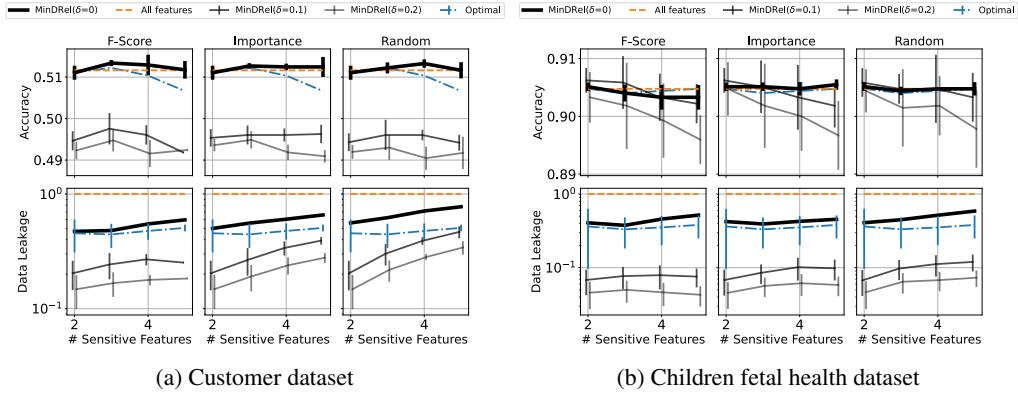 MinDRel(δ=0) All features MinDRel(δ=0.1) MinDRel(δ=0.2) Optimal
F-Score Importance Random
Accuracy
0.51
0.50
0.49
Data Leakage
10⁰
10⁻¹
2 4 2 4 2 4
# Sensitive Features # Sensitive Features # Sensitive Features
(a) Customer dataset
MinDRel(δ=0) All features MinDRel(δ=0.1) MinDRel(δ=0.2) Optimal
F-Score Importance Random
Accuracy
0.91
0.90
0.89
Data Leakage
10⁰
10⁻¹
2 4 2 4 2 4
# Sensitive Features # Sensitive Features # Sensitive Features
(b) Children fetal health dataset